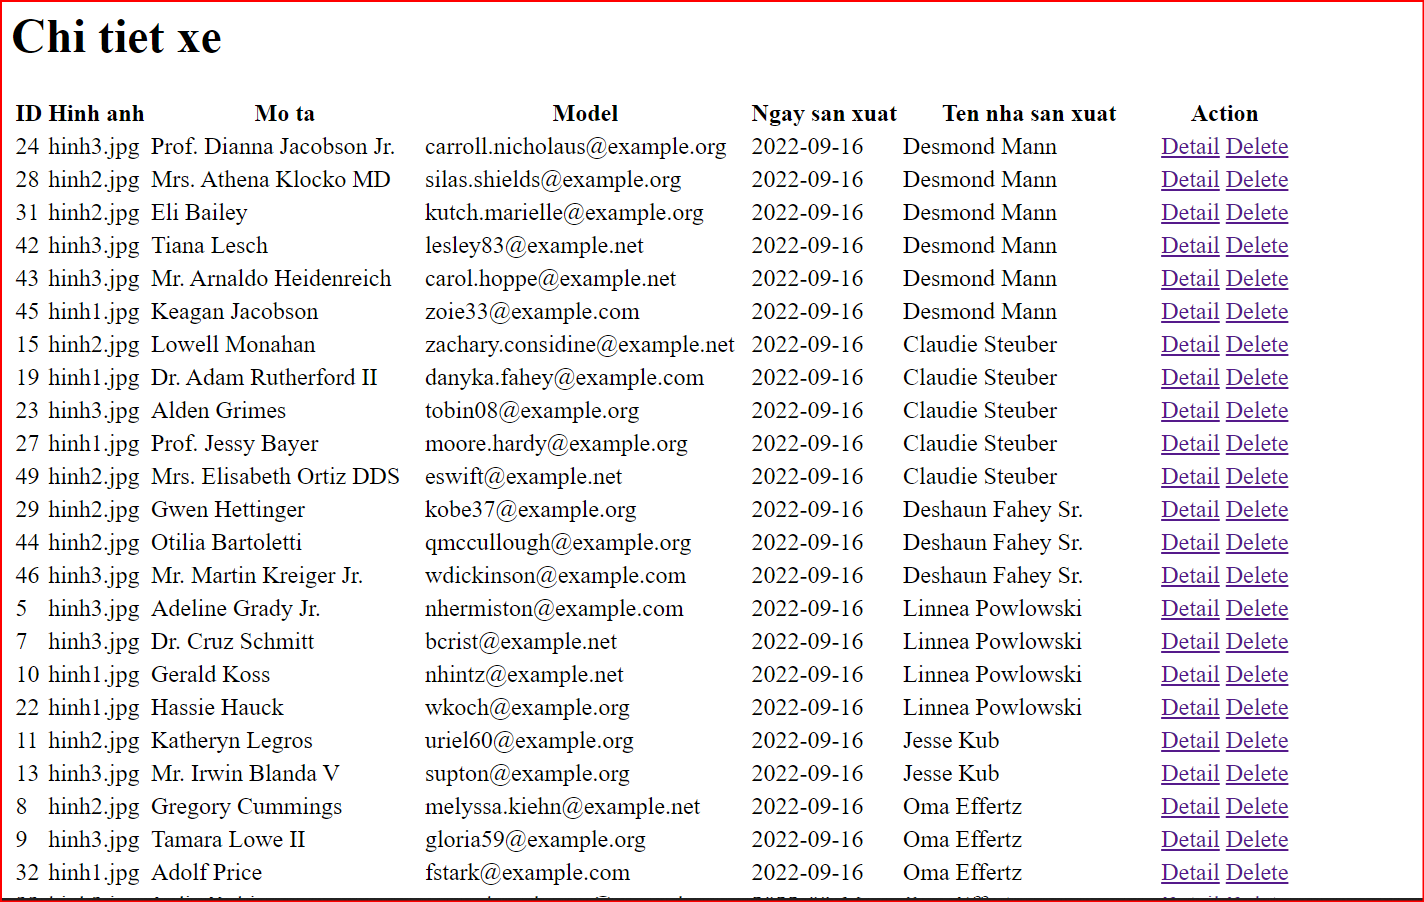 Chi tiet xe
ID Hinh anh Mo ta Model Ngay san xuat Ten nha san xuat Action
24 hinh3.jpg Prof. Dianna Jacobson Jr. carroll.nicholaus@example.org 2022-09-16 Desmond Mann Detail Delete
28 hinh2.jpg Mrs. Athena Klocko MD silas.shields@example.org 2022-09-16 Desmond Mann Detail Delete
31 hinh2.jpg Eli Bailey kutch.marielle@example.org 2022-09-16 Desmond Mann Detail Delete
42 hinh3.jpg Tiana Lesch lesley83@example.net 2022-09-16 Desmond Mann Detail Delete
43 hinh3.jpg Mr. Arnaldo Heidenreich carol.hoppe@example.net 2022-09-16 Desmond Mann Detail Delete
45 hinh1.jpg Keagan Jacobson zoie33@example.com 2022-09-16 Desmond Mann Detail Delete
15 hinh2.jpg Lowell Monahan zachary.considine@example.net 2022-09-16 Claudie Steuber Detail Delete
19 hinh1.jpg Dr. Adam Rutherford II danyka.fahey@example.com 2022-09-16 Claudie Steuber Detail Delete
23 hinh3.jpg Alden Grimes tobin08@example.org 2022-09-16 Claudie Steuber Detail Delete
27 hinh1.jpg Prof. Jessy Bayer moore.hardy@example.org 2022-09-16 Claudie Steuber Detail Delete
49 hinh2.jpg Mrs. Elisabeth Ortiz DDS eswift@example.net 2022-09-16 Claudie Steuber Detail Delete
29 hinh2.jpg Gwen Hettinger kobe37@example.org 2022-09-16 Deshaun Fahey Sr. Detail Delete
44 hinh2.jpg Otilia Bartoletti qmccullough@example.org 2022-09-16 Deshaun Fahey Sr. Detail Delete
46 hinh3.jpg Mr. Martin Kreiger Jr. wdickinson@example.com 2022-09-16 Deshaun Fahey Sr. Detail Delete
5 hinh3.jpg Adeline Grady Jr. nhermiston@example.com 2022-09-16 Linnea Powlowski Detail Delete
7 hinh3.jpg Dr. Cruz Schmitt bcrist@example.net 2022-09-16 Linnea Powlowski Detail Delete
10 hinh1.jpg Gerald Koss nhintz@example.net 2022-09-16 Linnea Powlowski Detail Delete
22 hinh1.jpg Hassie Hauck wkoch@example.org 2022-09-16 Linnea Powlowski Detail Delete
11 hinh2.jpg Katheryn Legros uriel60@example.org 2022-09-16 Jesse Kub Detail Delete
13 hinh3.jpg Mr. Irwin Blanda V supton@example.org 2022-09-16 Jesse Kub Detail Delete
8 hinh2.jpg Gregory Cummings melyssa.kiehn@example.net 2022-09-16 Oma Effertz Detail Delete
9 hinh3.jpg Tamara Lowe II gloria59@example.org 2022-09-16 Oma Effertz Detail Delete
32 hinh1.jpg Adolf Price fstark@example.com 2022-09-16 Oma Effertz Detail Delete